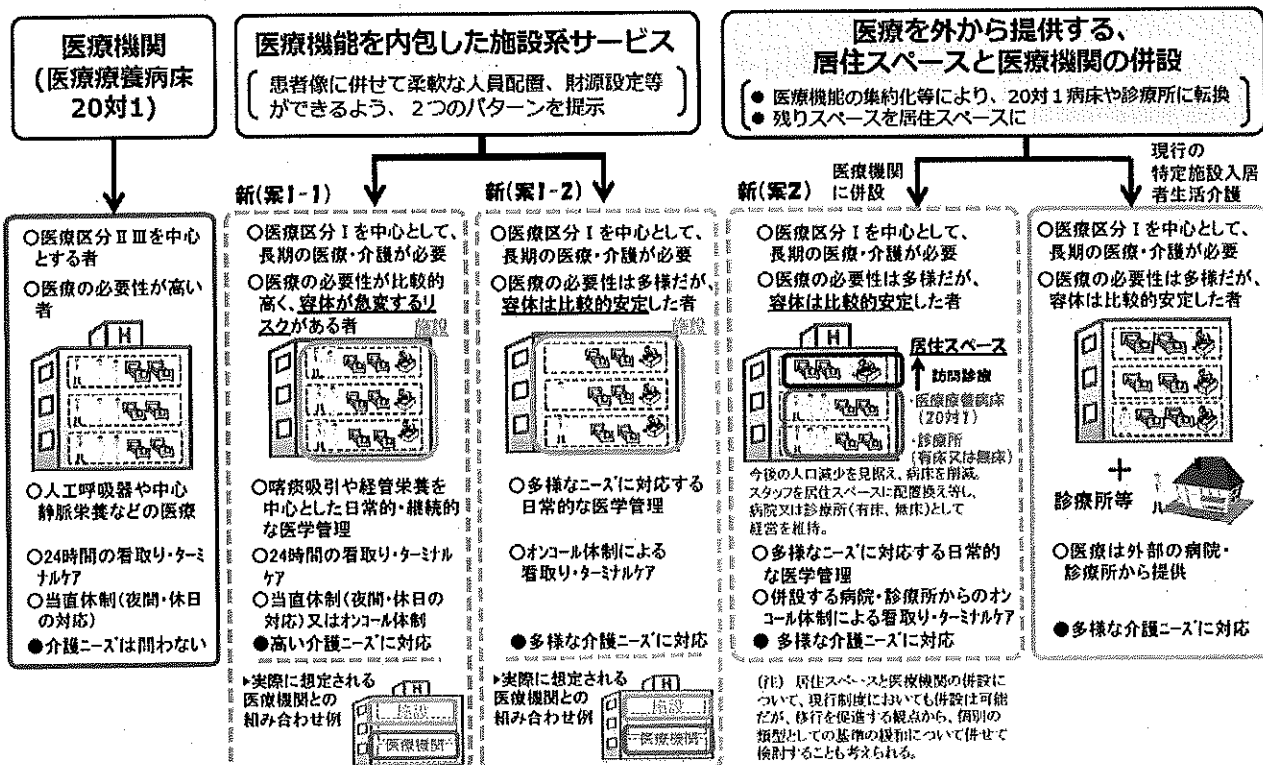 医療機関
(医療療養病床
20対1)
医療機能を内包した施設系サービス
患者像に併せて柔軟な人員配置、財源設定等
ができるよう、2つのパターンを提示
医療を外から提供する、
居住スペースと医療機関の併設
● 医療機能の集約化等により、20対1病床や診療所に転換
● 残りスペースを居住スペースに
○医療区分ⅡⅢを中心
とする者
○医療の必要性が高い
者
H
○人工呼吸器や中心
静脈栄養などの医療
○24時間の看取り・ターミ
ナルケア
○当直体制(夜間・休日
の対応)
●介護ニーズは問わない
新(案1-1)
○医療区分Ⅰを中心として、
長期の医療・介護が必要
○医療の必要性が比較的
高く、容体が急変するリ
スクがある者
施設
○喀痰吸引や経管栄養を
中心とした日常的・継続的
な医学管理
○24時間の看取り・ターミナル
ケア
○当直体制(夜間・休日の
対応)又はオンコール体制
●高い介護ニーズに対応
▶実際に想定される
医療機関との
組み合わせ例
H
施設
医療機関
新(案1-2)
○医療区分Ⅰを中心として、
長期の医療・介護が必要
○医療の必要性は多様だが、
容体は比較的安定した者
施設
○多様なニーズに対応する
日常的な医学管理
○オンコール体制による
看取り・ターミナルケア
●多様な介護ニーズに対応
▶実際に想定される
医療機関との
組み合わせ例
H
施設
医療機関
新(案2)
医療機関
に併設
○医療区分Ⅰを中心として、
長期の医療・介護が必要
○医療の必要性は多様だが、
容体は比較的安定した者
H
居住スペース
訪問診療
・医療療養病床
(20対1)
・診療所
(有床又は無床)
今後の人口減少を見据え、病床を削減。
スタッフを居住スペースに配置換え等し、
病院又は診療所(有床、無床)として
経営を維持。
○多様なニーズに対応する日常的
な医学管理
○併設する病院・診療所からのオン
コール体制による看取り・ターミナルケア
● 多様な介護ニーズに対応
(注) 居住スペースと医療機関の併設に
ついて、現行制度においても併設は可能
だが、移行を促進する観点から、個別の
類型としての基準の緩和について併せて
検討することも考えられる。
現行の
特定施設入居
者生活介護
○医療区分Ⅰを中心として、
長期の医療・介護が必要
○医療の必要性は多様だが、
容体は比較的安定した者
+
診療所等
○医療は外部の病院・
診療所から提供
●多様な介護ニーズに対応